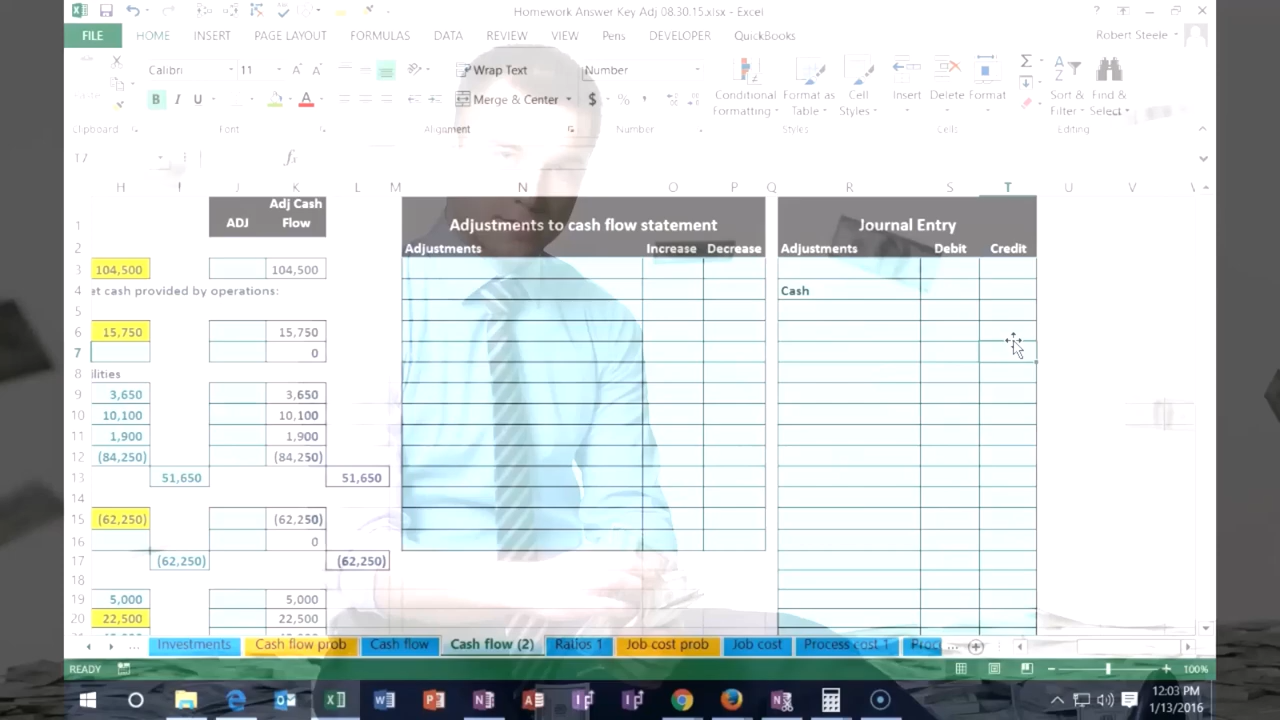 Homework Answer Key Adj 08.30.15.xlsx - Excel
FILE HOME INSERT PAGE LAYOUT FORMULAS DATA REVIEW VIEW Pens DEVELOPER QuickBooks Robert Steele
Calibri 11 Wrap Text Number
B I U A Merge & Center $ % Conditional Formatting Format as Table Cell Styles Insert Delete Format Sort & Filter Find & Select
Clipboard Font Alignment Number Styles Cells Editing
T7 fx
H I J K L M N O P Q R S T U V
1 ADJ Adj Cash Flow Adjustments to cash flow statement Journal Entry
2 Adjustments Increase Decrease Adjustments Debit Credit
3 104,500 104,500
4 et cash provided by operations: Cash
5
6 15,750 15,750
7 0
8 ilities
9 3,650 3,650
10 10,100 10,100
11 1,900 1,900
12 (84,250) (84,250)
13 51,650 51,650
14
15 (62,250) (62,250)
16 0
17 (62,250) (62,250)
18
19 5,000 5,000
20 22,500 22,500
Investments Cash flow prob Cash flow Cash flow (2) Ratios 1 Job cost prob Job cost Process cost 1 Proc ...
READY 100%
12:03 PM
1/13/2016